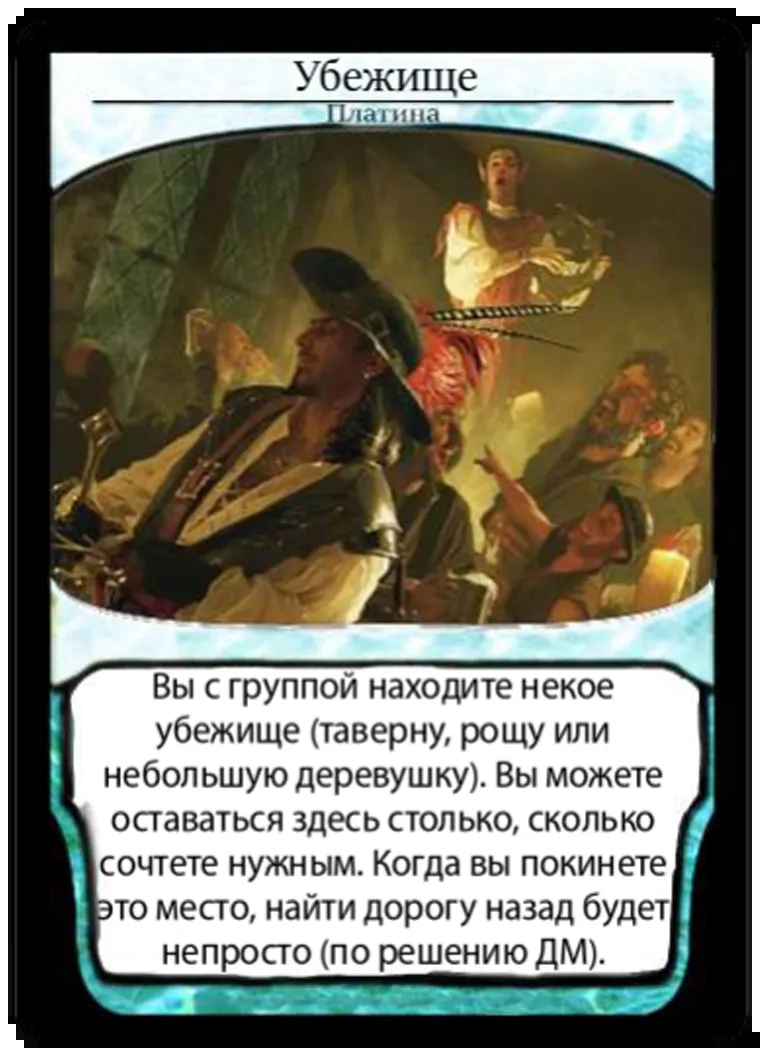 Убежище
Платина
Вы с группой находите некое
убежище (таверну, рощу или
небольшую деревушку). Вы можете
оставаться здесь столько, сколько
сочтете нужным. Когда вы покинете
это место, найти дорогу назад будет
непросто (по решению ДМ).